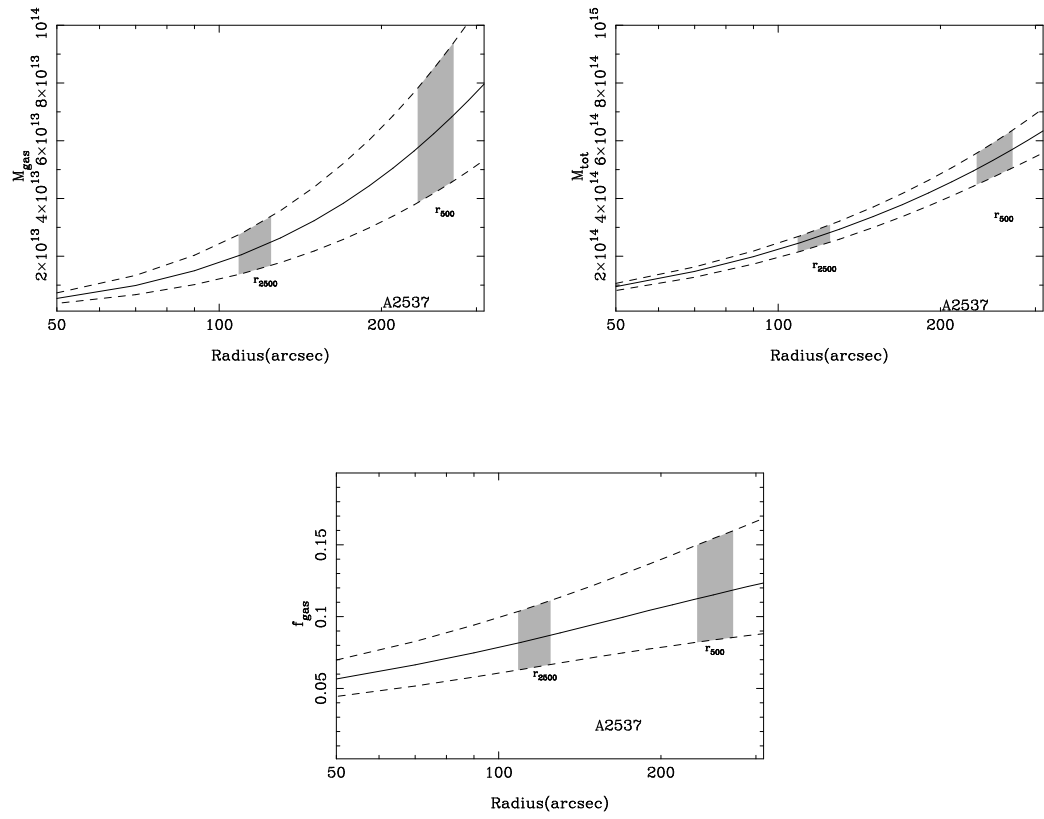 M_gas
2×10^13 4×10^13 6×10^13 8×10^13 10^14
r_500
r_2500
A2537
50 100 200
Radius(arcsec)
M_tot
2×10^14 4×10^14 6×10^14 8×10^14 10^15
r_500
r_2500
A2537
50 100 200
Radius(arcsec)
f_gas
0.05 0.1 0.15
r_500
r_2500
A2537
50 100 200
Radius(arcsec)